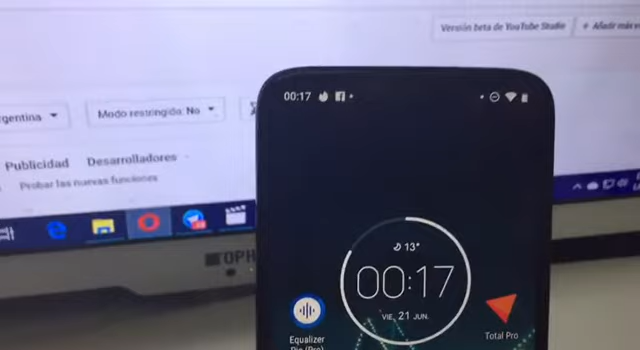 Versión beta de YouTube Studio
+ Añadir más v
gentina
Modo restringido: No
Publicidad
Desarrolladores
Probar las nuevas funciones
00:17
13°
00:17
VIE, 21 JUN.
Equalizer
Total Pro